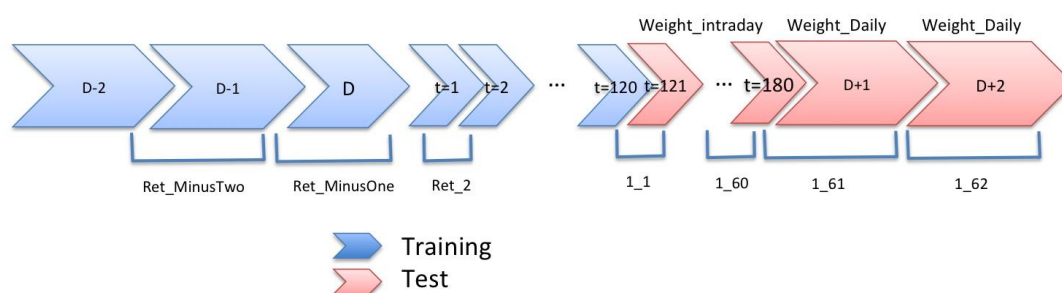 Weight_intraday Weight_Daily Weight_Daily
D-2 D-1 D t=1 t=2 ... t=120 t=121 ... t=180 D+1 D+2
Ret_MinusTwo Ret_MinusOne Ret_2 1_1 1_60 1_61 1_62
Training
Test